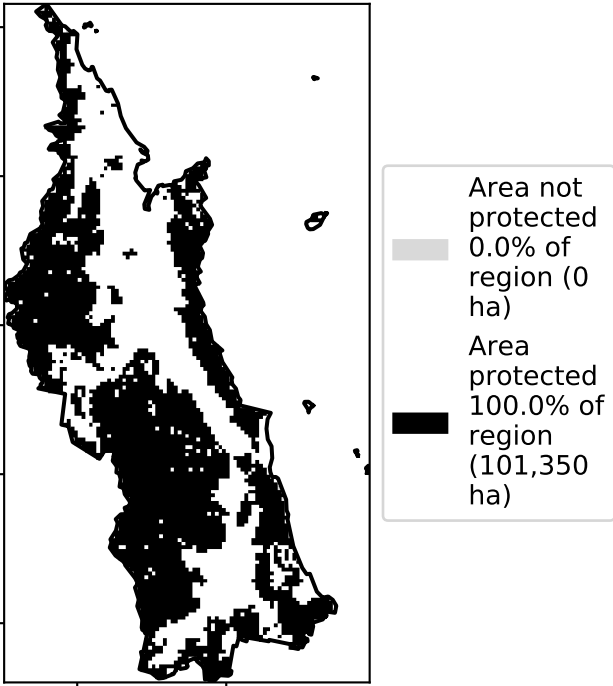 Area not
protected
0.0% of
region (0
ha)
Area
protected
100.0% of
region
(101,350
ha)